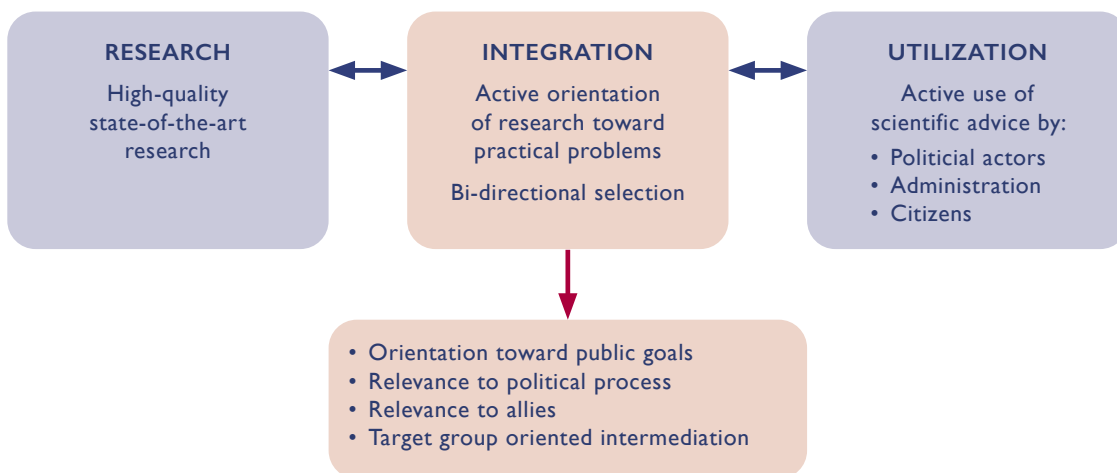 RESEARCH
High-quality
state-of-the-art
research
INTEGRATION
Active orientation
of research toward
practical problems
Bi-directional selection
UTILIZATION
Active use of
scientific advice by:
• Politicial actors
• Administration
• Citizens
• Orientation toward public goals
• Relevance to political process
• Relevance to allies
• Target group oriented intermediation